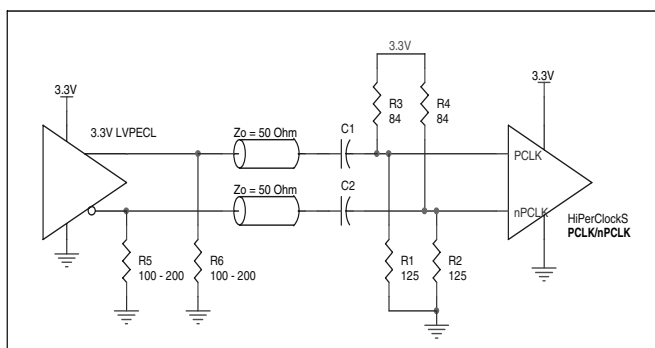 3.3V
3.3V
3.3V
3.3V LVPECL
R3
84
R4
84
Zo = 50 Ohm
C1
PCLK
Zo = 50 Ohm
C2
nPCLK
HiPerClockS
PCLK/nPCLK
R5
100 - 200
R6
100 - 200
R1
125
R2
125